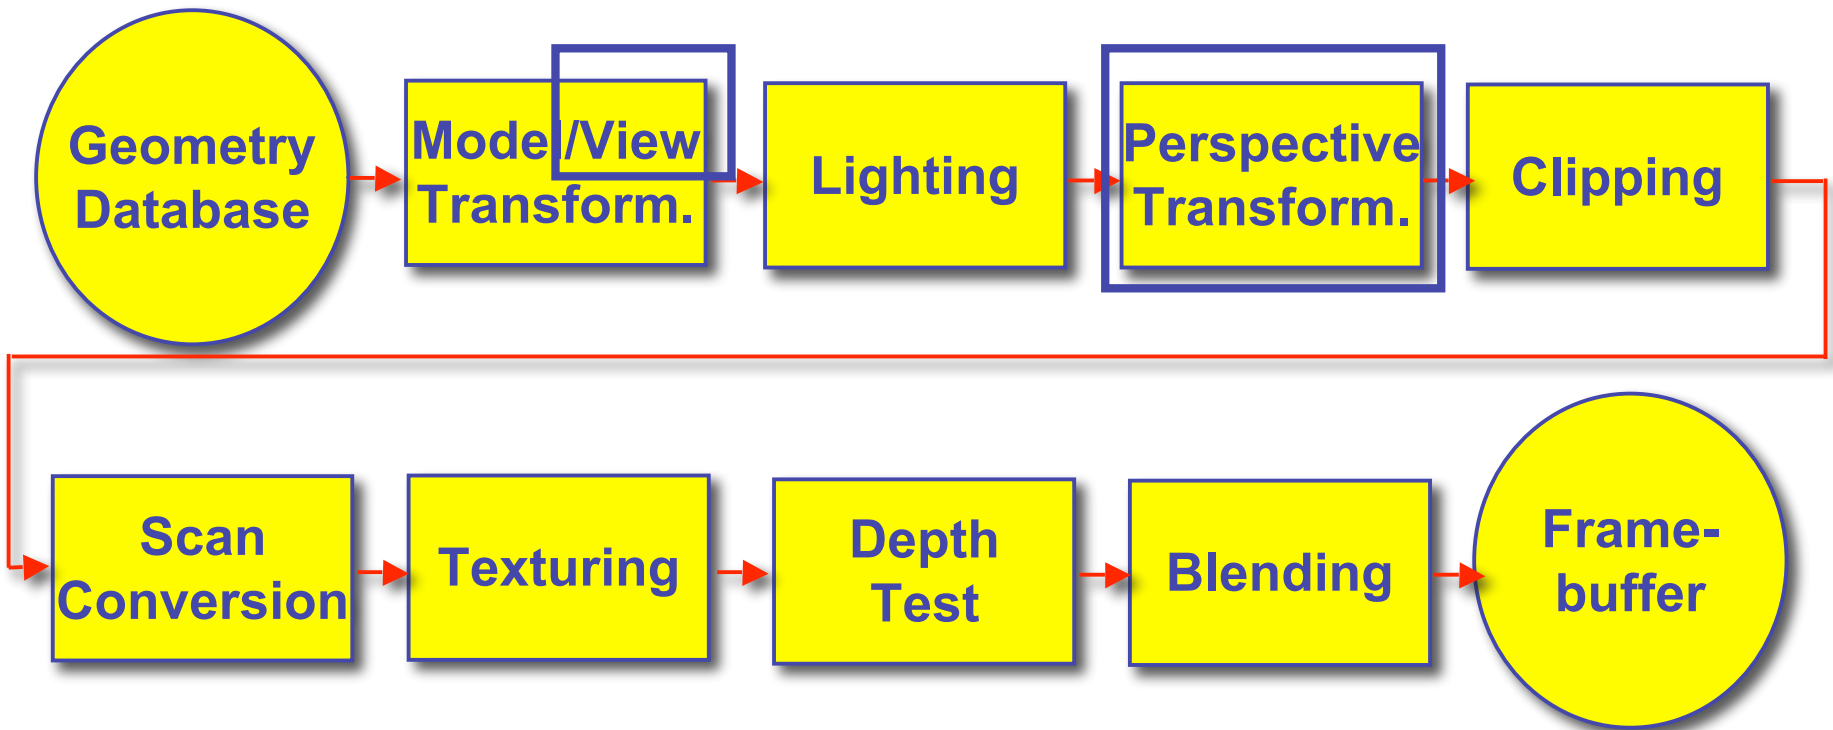 Geometry
Database
Model/View
Transform.
Lighting
Perspective
Transform.
Clipping
Scan
Conversion
Texturing
Depth
Test
Blending
Frame-
buffer